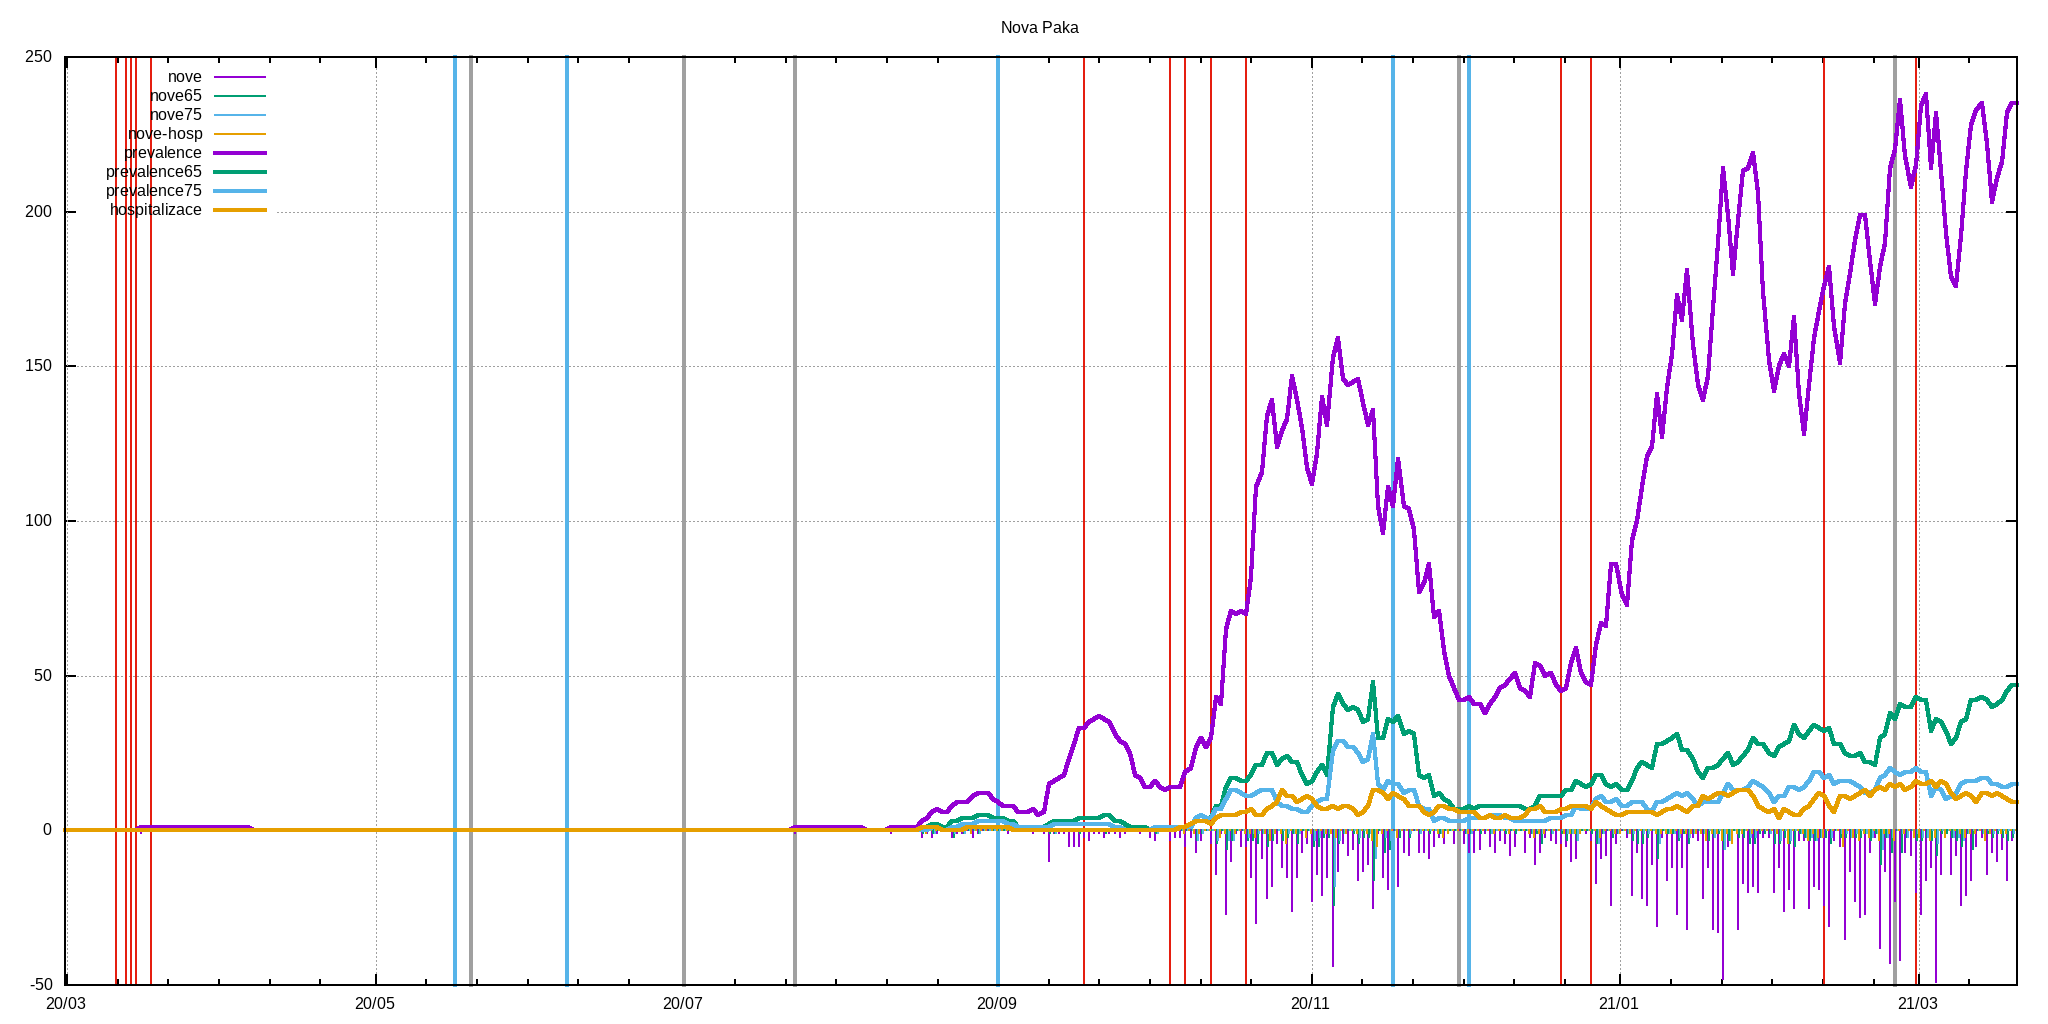 Nova Paka
250
200
150
100
50
0
-50
nove
nove65
nove75
nove-hosp
prevalence
prevalence65
prevalence75
hospitalizace
20/03 20/05 20/07 20/09 20/11 21/01 21/03